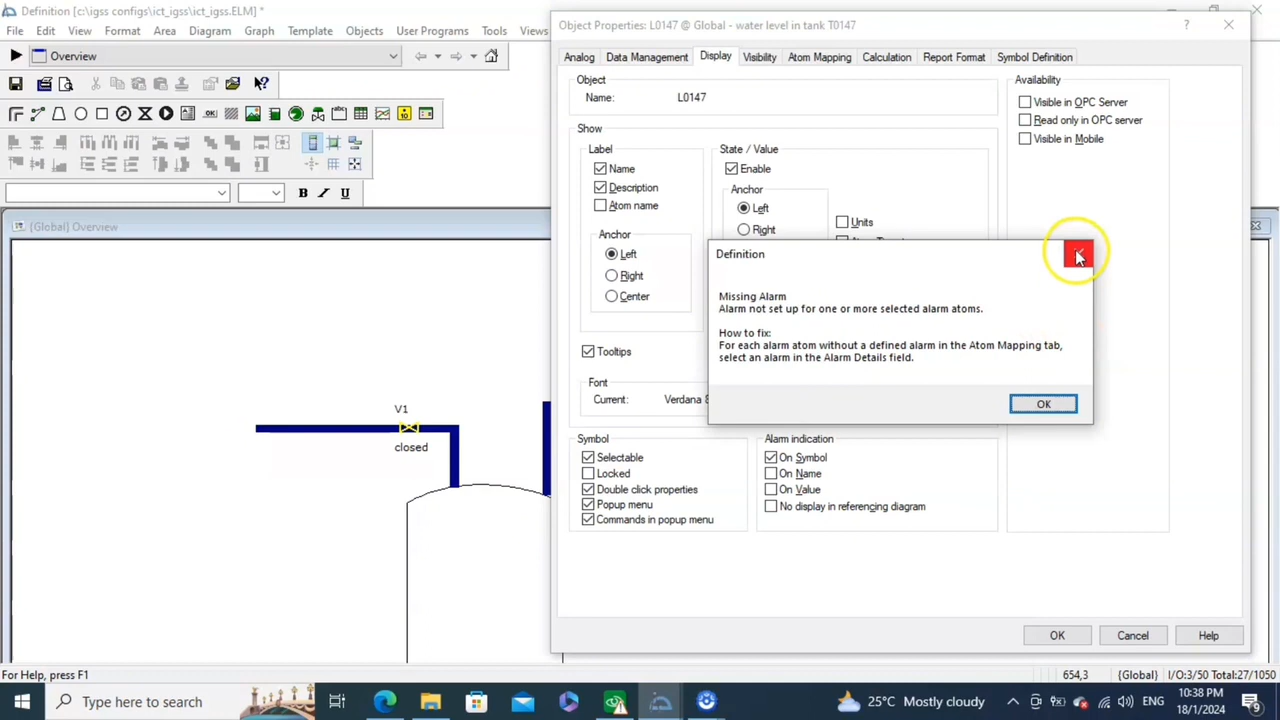 Definition [c:\igss configs\ict_igss\ict_igss.ELM] *
File Edit View Format Area Diagram Graph Template Objects User Programs Tools Views
Overview
{Global} Overview
V1
closed
Object Properties: L0147 @ Global - water level in tank T0147
Analog Data Management Display Visibility Atom Mapping Calculation Report Format Symbol Definition
Object
Name: L0147
Show
Label
Name
Description
Atom name
Anchor
Left
Right
Center
State / Value
Enable
Anchor
Left
Right
Units
Tooltips
Font
Current: Verdana 8
Symbol
Selectable
Locked
Double click properties
Popup menu
Commands in popup menu
Alarm indication
On Symbol
On Name
On Value
No display in referencing diagram
Availability
Visible in OPC Server
Read only in OPC server
Visible in Mobile
Definition
Missing Alarm
Alarm not set up for one or more selected alarm atoms.
How to fix:
For each alarm atom without a defined alarm in the Atom Mapping tab,
select an alarm in the Alarm Details field.
OK
OK Cancel Help
For Help, press F1
654,3 {Global} I/O:3/50 Total:27/1050
Type here to search
25°C Mostly cloudy
ENG
10:38 PM
18/1/2024